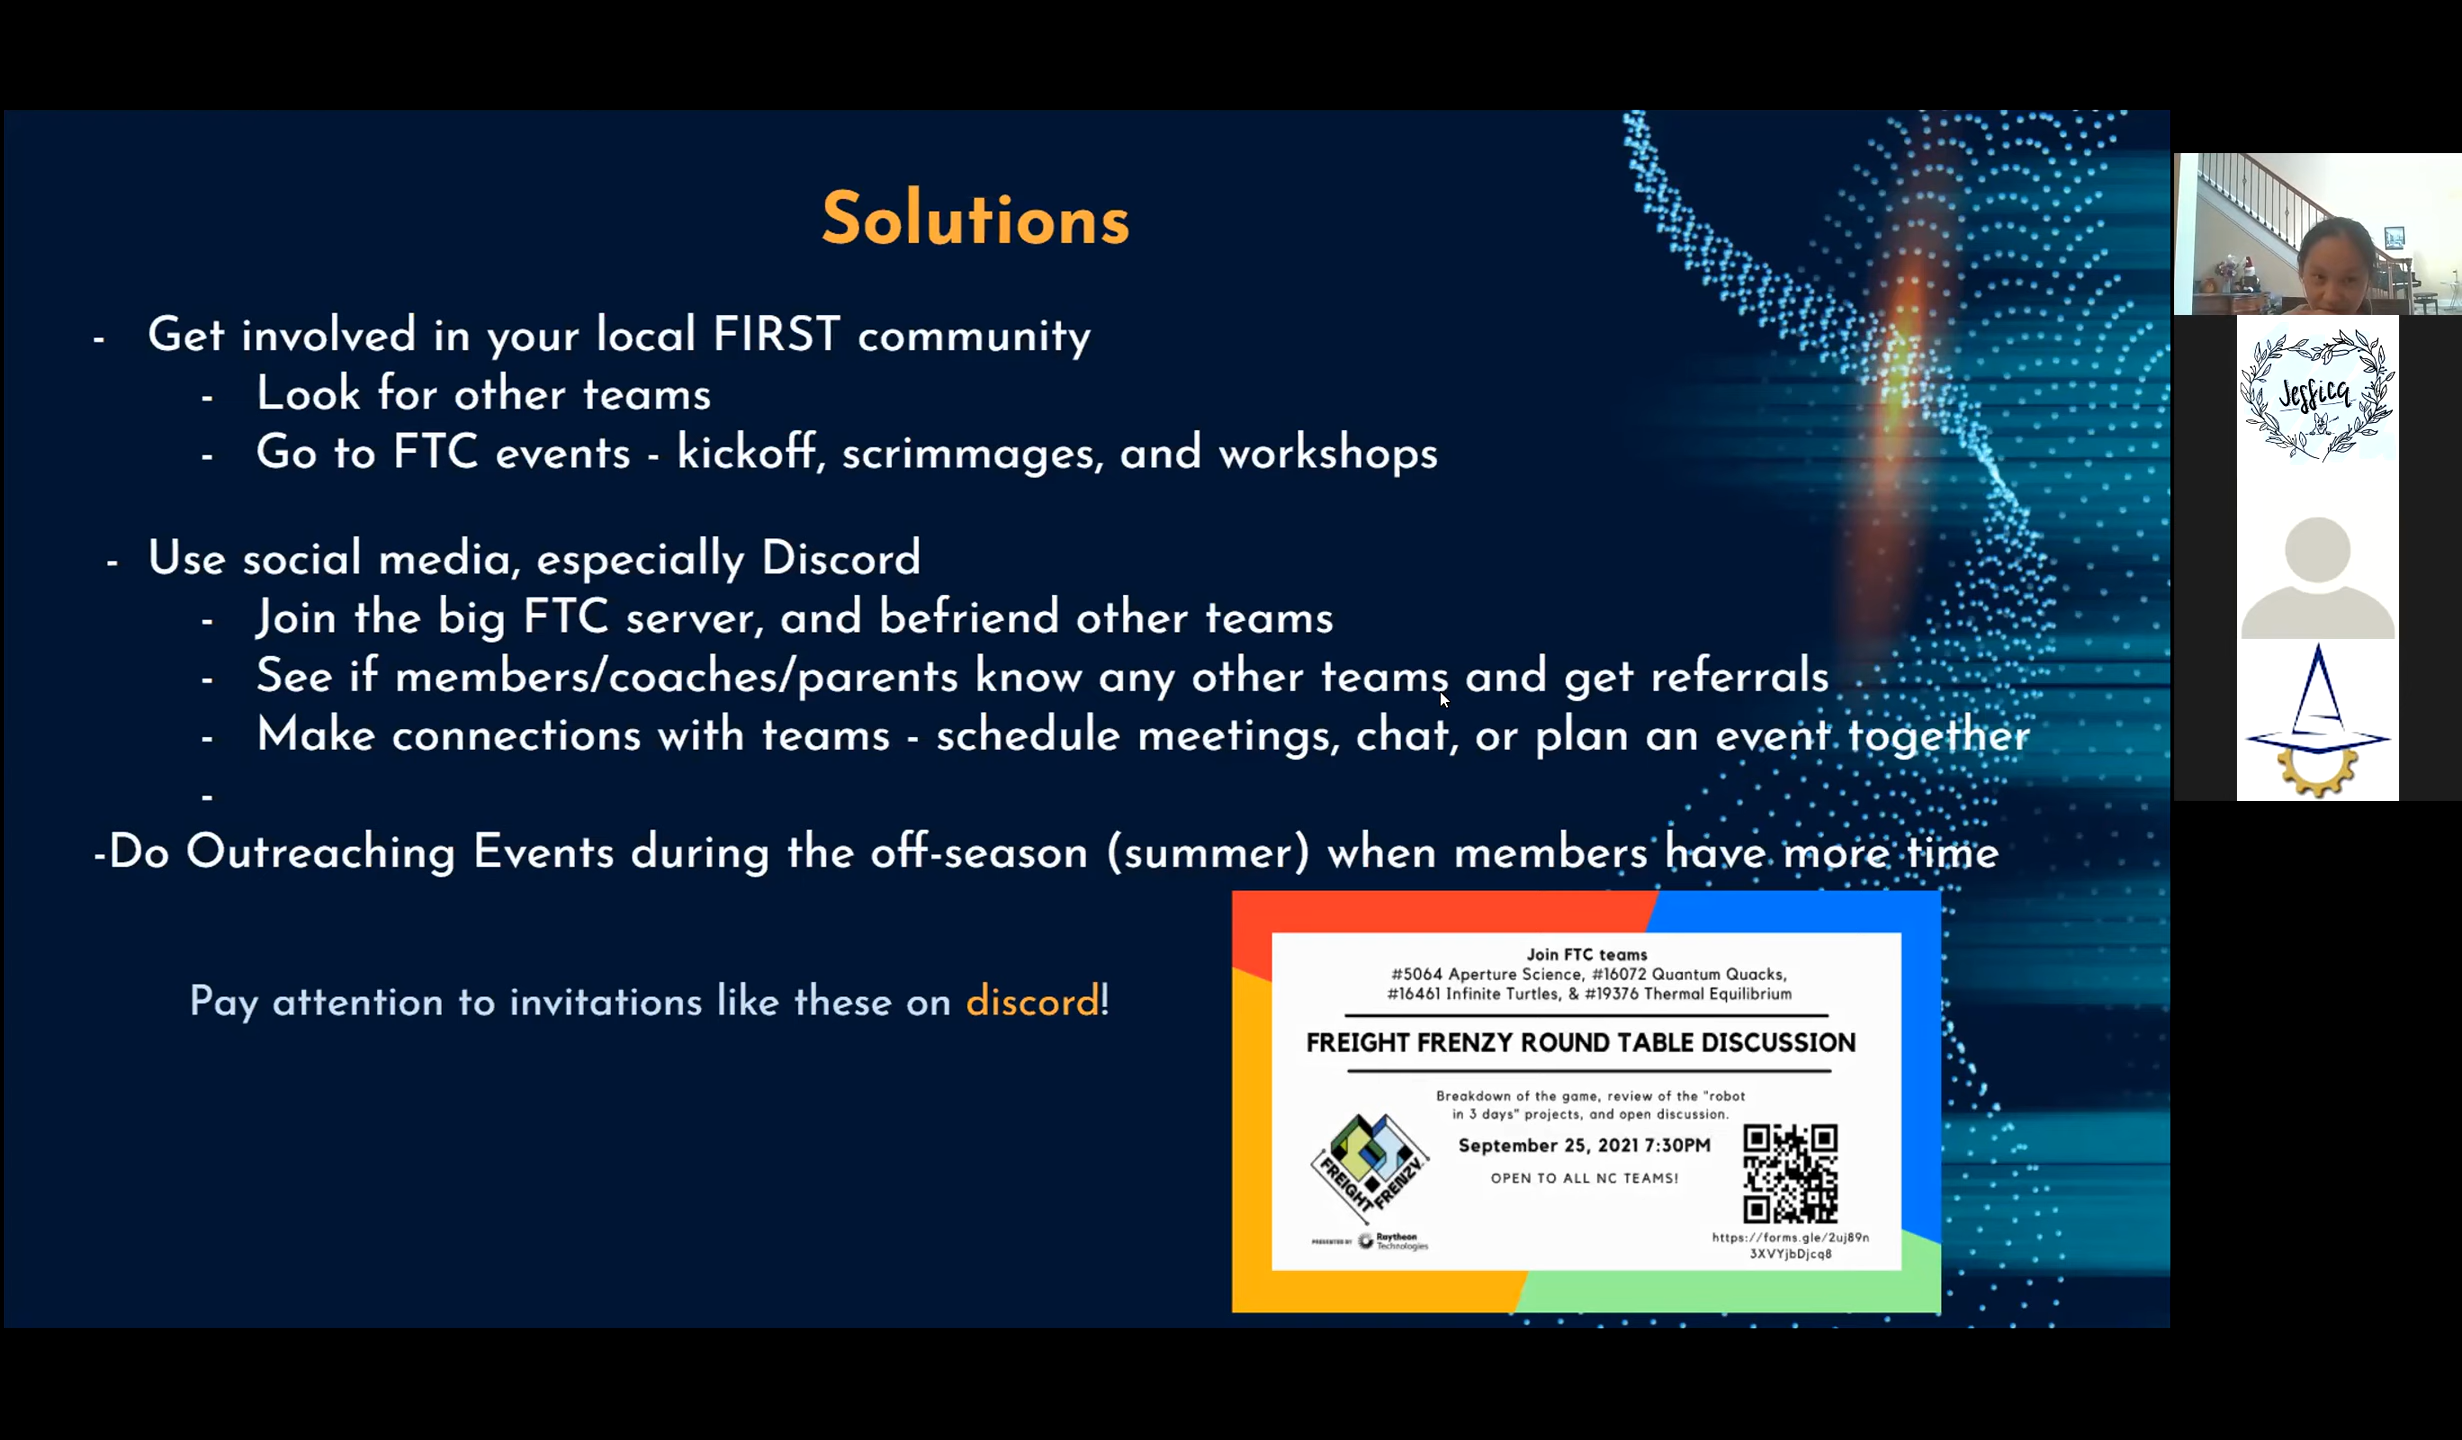 Solutions
- Get involved in your local FIRST community
- Look for other teams
- Go to FTC events - kickoff, scrimmages, and workshops
- Use social media, especially Discord
- Join the big FTC server, and befriend other teams
- See if members/coaches/parents know any other teams and get referrals
- Make connections with teams - schedule meetings, chat, or plan an event together
-
-Do Outreaching Events during the off-season (summer) when members have more time
Pay attention to invitations like these on discord!
Join FTC teams
#5064 Aperture Science, #16072 Quantum Quacks,
#16461 Infinite Turtles, & #19376 Thermal Equilibrium
FREIGHT FRENZY ROUND TABLE DISCUSSION
Breakdown of the game, review of the "robot
in 3 days" projects, and open discussion.
September 25, 2021 7:30PM
OPEN TO ALL NC TEAMS!
FREIGHT FRENZY
PRESENTED BY Raytheon
Technologies
https://forms.gle/2uj89n
3XVYjbDjcq8
Jessica